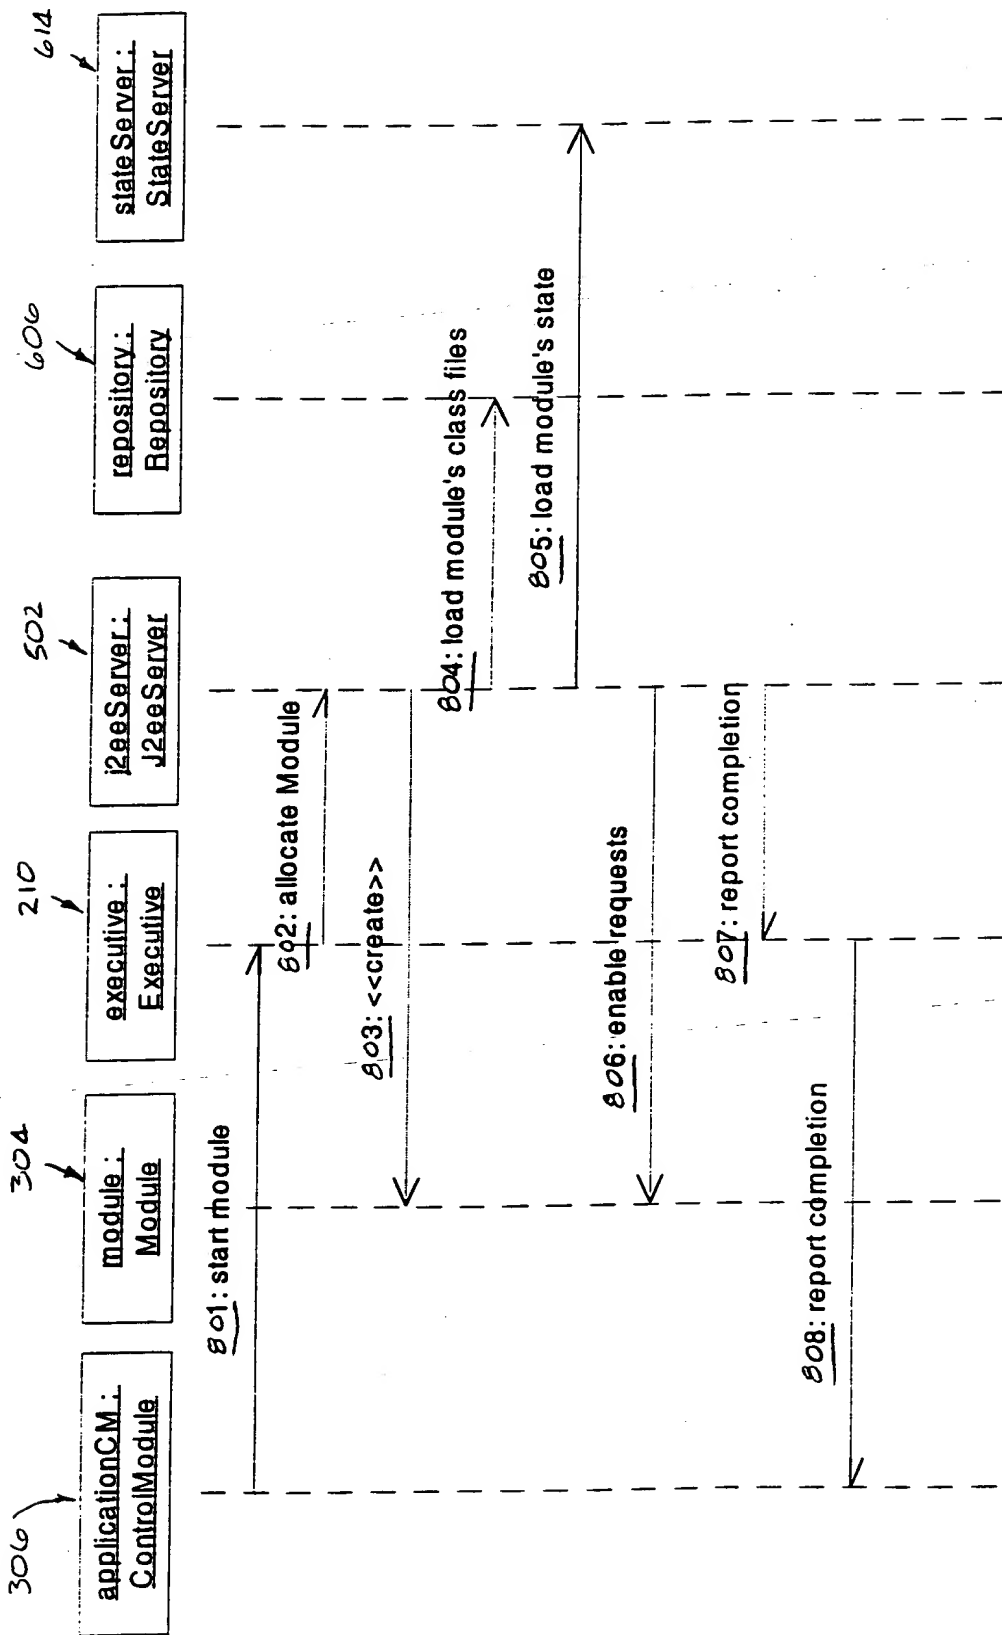 306
304
210
502
606
614
applicationCM :
ControlModule
module :
Module
executive :
Executive
j2eeServer :
J2eeServer
repository :
Repository
stateServer :
StateServer
801: start module
802: allocate Module
803: <<create>>
804: load module's class files
805: load module's state
806: enable requests
807: report completion
808: report completion